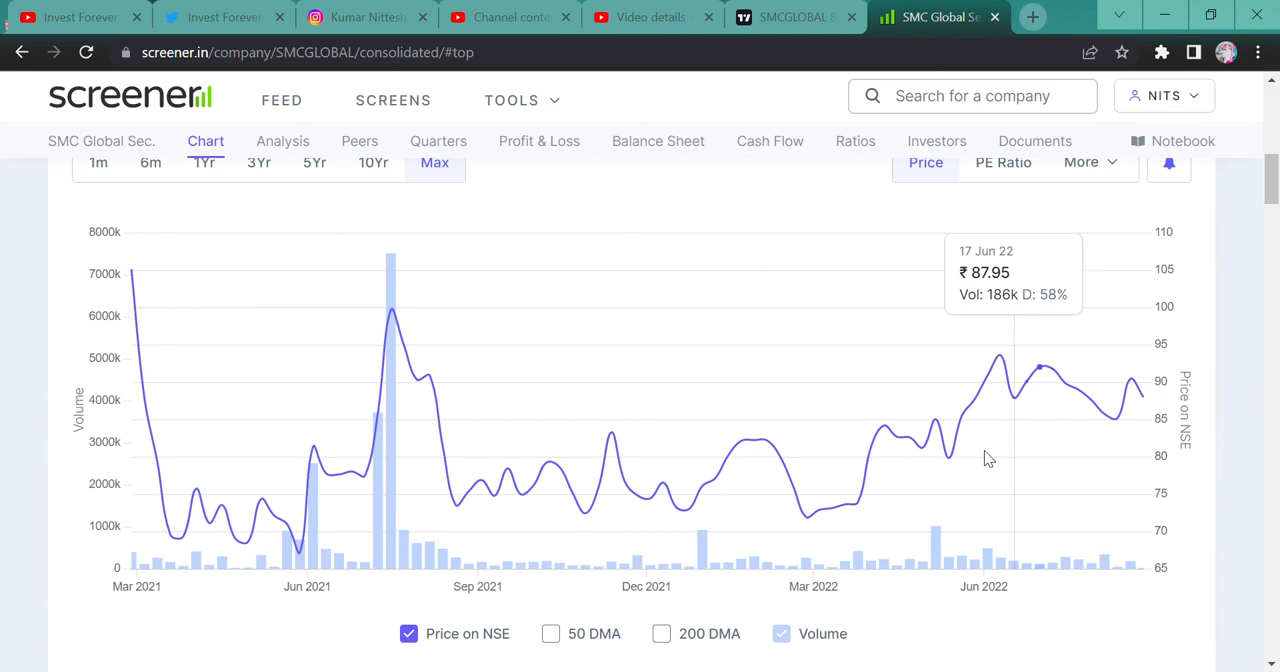 Invest Forever
Invest Forever
Kumar Nittesh
Channel conte
Video details -
SMCGLOBAL 8
SMC Global Se
screener.in/company/SMCGLOBAL/consolidated/#top
screener
FEED
SCREENS
TOOLS
Search for a company
NITS
SMC Global Sec.
Chart
Analysis
Peers
Quarters
Profit & Loss
Balance Sheet
Cash Flow
Ratios
Investors
Documents
Notebook
1m
6m
1Yr
3Yr
5Yr
10Yr
Max
Price
PE Ratio
More
8000k
7000k
6000k
5000k
4000k
3000k
2000k
1000k
0
Volume
17 Jun 22
₹ 87.95
Vol: 186k D: 58%
110
105
100
95
90
85
80
75
70
65
Price on NSE
Mar 2021
Jun 2021
Sep 2021
Dec 2021
Mar 2022
Jun 2022
Price on NSE
50 DMA
200 DMA
Volume